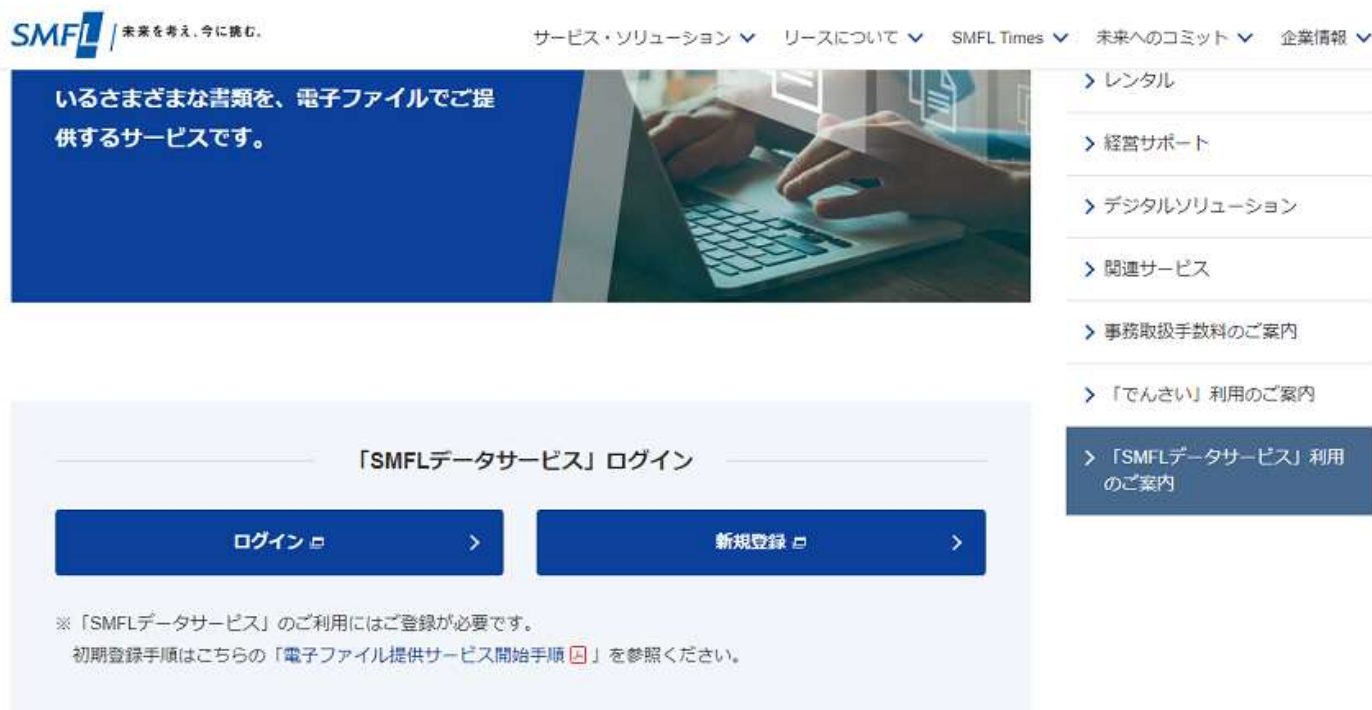 SMFL 未来を考え、今に挑む。
サービス・ソリューション リースについて SMFL Times 未来へのコミット 企業情報
いるさまざまな書類を、電子ファイルでご提
供するサービスです。
「SMFLデータサービス」ログイン
ログイン
新規登録
※「SMFLデータサービス」のご利用にはご登録が必要です。
初期登録手順はこちらの「電子ファイル提供サービス開始手順」を参照ください。
レンタル
経営サポート
デジタルソリューション
関連サービス
事務取扱手数料のご案内
「でんさい」利用のご案内
「SMFLデータサービス」利用
のご案内